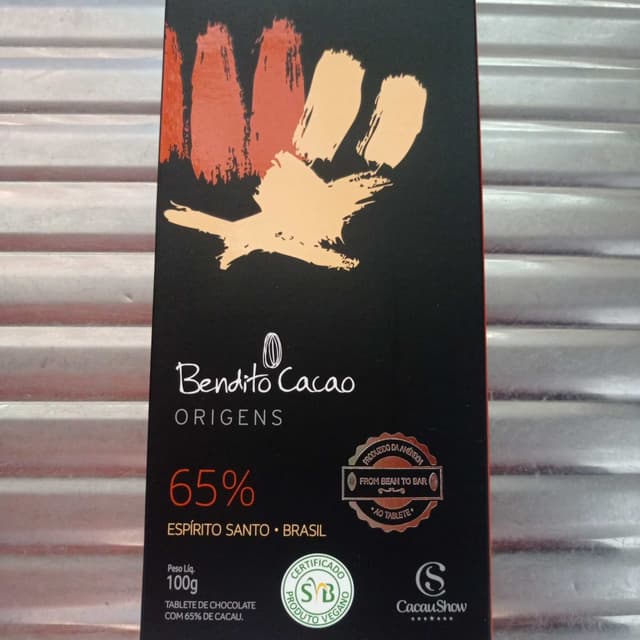 Bendito Cacao
ORIGENS
65%
ESPÍRITO SANTO • BRASIL
PRODUZIDO DA AMÊNDOA
FROM BEAN TO BAR
• AO TABLETE •
Peso Líq.
100g
TABLETE DE CHOCOLATE
COM 65% DE CACAU.
CERTIFICADO
SVB
PRODUTO VEGANO
CS
CacauShow